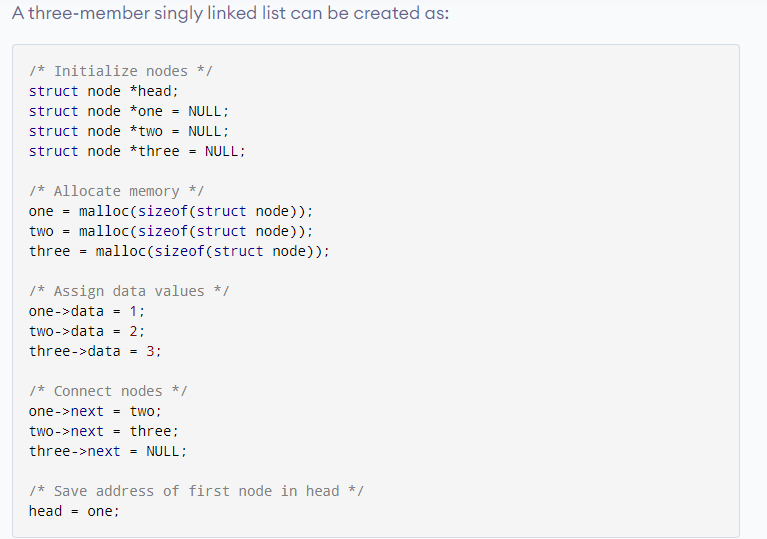 A three-member singly linked list can be created as:
/* Initialize nodes */
struct node *head;
struct node *one = NULL;
struct node *two = NULL;
struct node *three = NULL;
/* Allocate memory */
one = malloc(sizeof(struct node));
two = malloc(sizeof(struct node));
three = malloc(sizeof(struct node));
/* Assign data values */
one->data = 1;
two->data = 2;
three->data = 3;
/* Connect nodes */
one->next = two;
two->next = three;
three->next = NULL;
/* Save address of first node in head */
head = one;